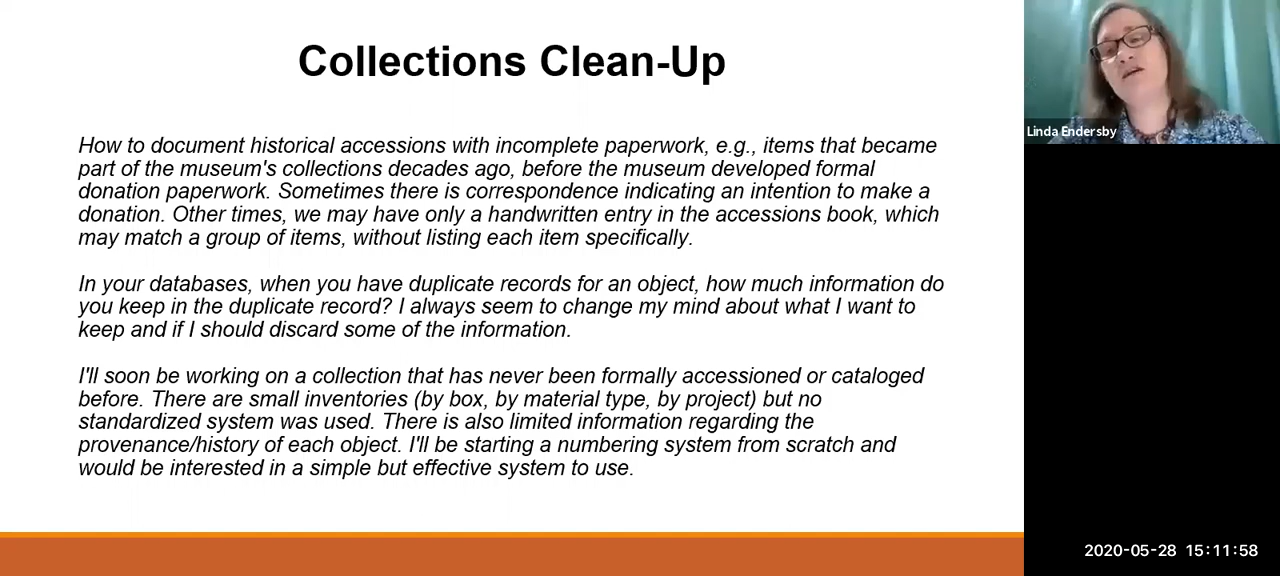 Collections Clean-Up
How to document historical accessions with incomplete paperwork, e.g., items that became
part of the museum's collections decades ago, before the museum developed formal
donation paperwork. Sometimes there is correspondence indicating an intention to make a
donation. Other times, we may have only a handwritten entry in the accessions book, which
may match a group of items, without listing each item specifically.
In your databases, when you have duplicate records for an object, how much information do
you keep in the duplicate record? I always seem to change my mind about what I want to
keep and if I should discard some of the information.
I'll soon be working on a collection that has never been formally accessioned or cataloged
before. There are small inventories (by box, by material type, by project) but no
standardized system was used. There is also limited information regarding the
provenance/history of each object. I'll be starting a numbering system from scratch and
would be interested in a simple but effective system to use.
Linda Endersby
2020-05-28 15:11:58